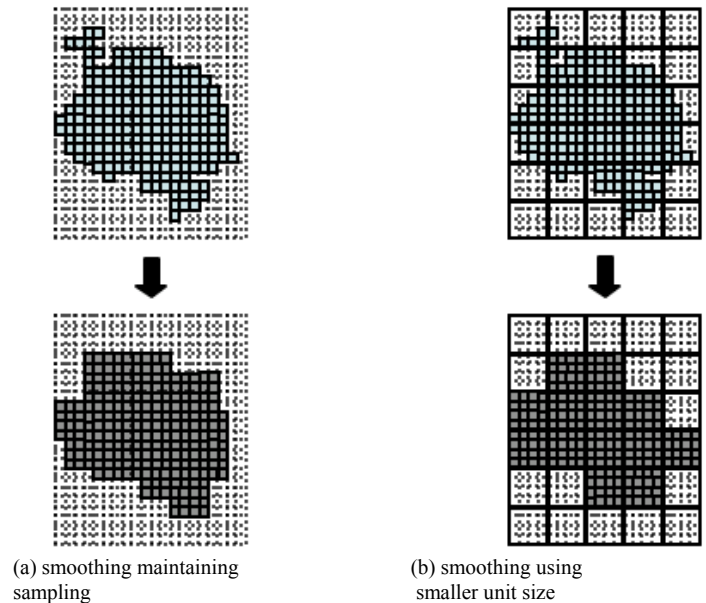 (a) smoothing maintaining
sampling
(b) smoothing using
smaller unit size